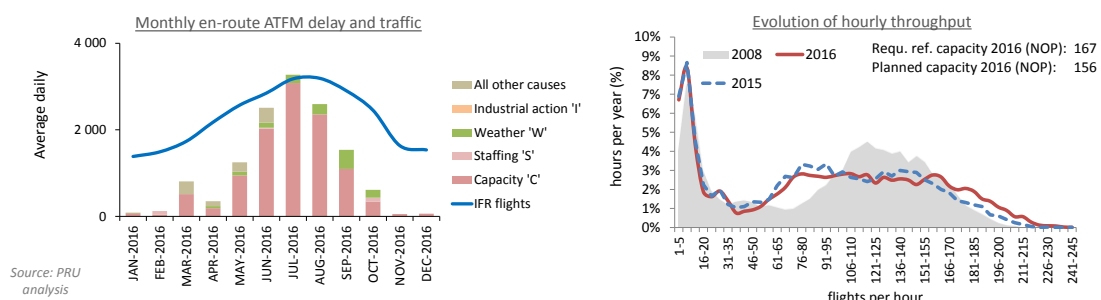 Monthly en-route ATFM delay and traffic
Average daily
4 000
2 000
0
JAN-2016
FEB-2016
MAR-2016
APR-2016
MAY-2016
JUN-2016
JUL-2016
AUG-2016
SEP-2016
OCT-2016
NOV-2016
DEC-2016
All other causes
Industrial action 'I'
Weather 'W'
Staffing 'S'
Capacity 'C'
IFR flights
Source: PRU
analysis
Evolution of hourly throughput
hours per year (%)
10%
9%
8%
7%
6%
5%
4%
3%
2%
1%
0%
2008
2016
2015
Requ. ref. capacity 2016 (NOP): 167
Planned capacity 2016 (NOP): 156
1-5
16-20
31-35
46-50
61-65
76-80
91-95
106-110
121-125
136-140
151-155
166-170
181-185
196-200
211-215
226-230
241-245
flights per hour